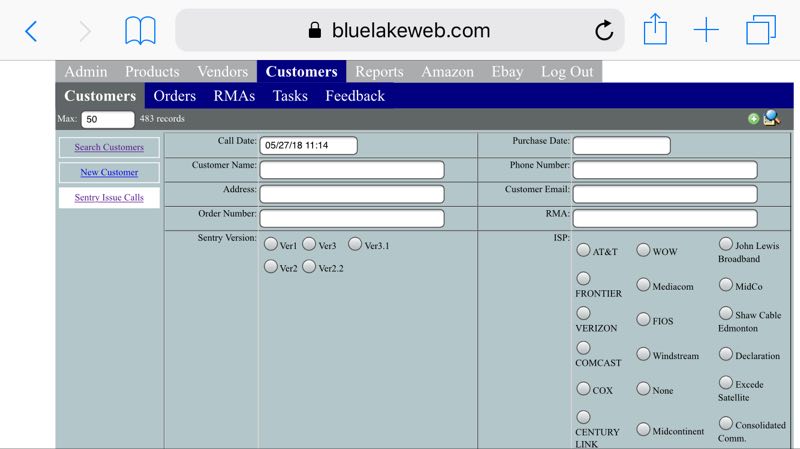 bluelakeweb.com
Admin Products Vendors Customers Reports Amazon Ebay Log Out
Customers Orders RMAs Tasks Feedback
Max: 50 483 records
Search Customers
New Customer
Sentry Issue Calls
Call Date: 05/27/18 11:14 Purchase Date:
Customer Name: Phone Number:
Address: Customer Email:
Order Number: RMA:
Sentry Version: Ver1 Ver3 Ver3.1
Ver2 Ver2.2
ISP: AT&T WOW John Lewis Broadband
FRONTIER Mediacom MidCo
VERIZON FIOS Shaw Cable Edmonton
COMCAST Windstream Declaration
COX None Excede Satellite
CENTURY LINK Midcontinent Consolidated Comm.